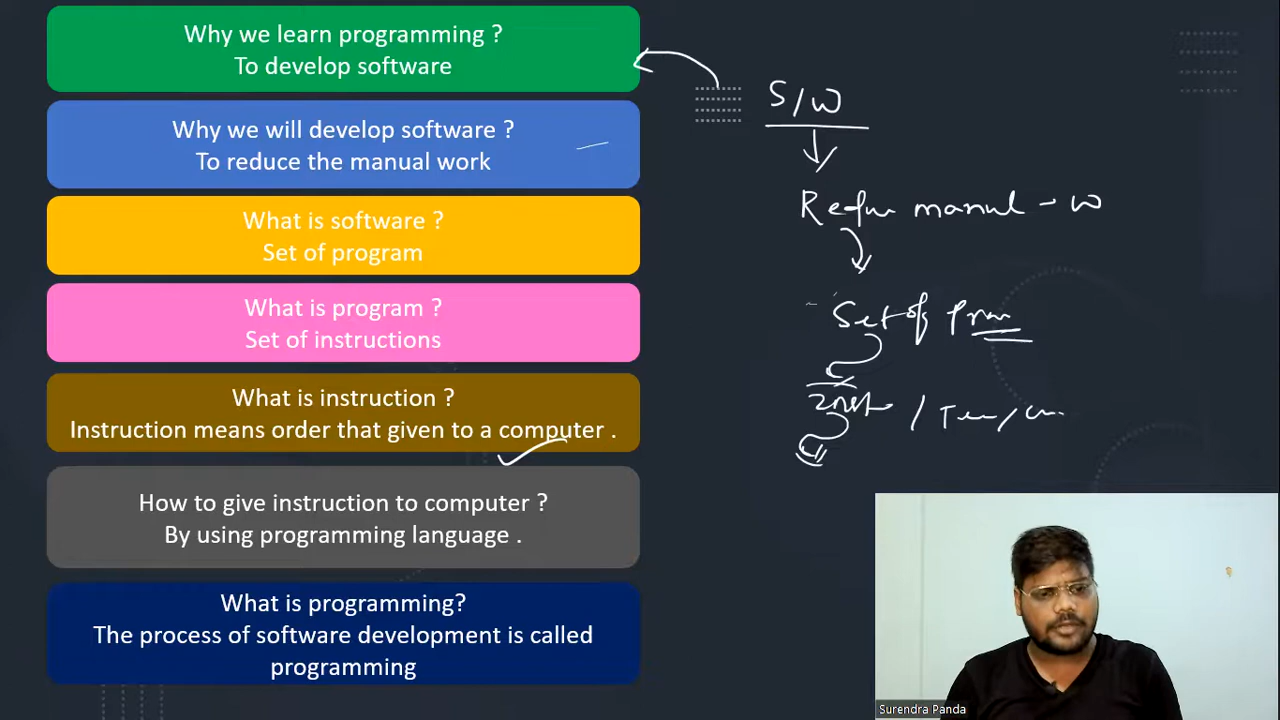 Why we learn programming ?
To develop software
Why we will develop software ?
To reduce the manual work
What is software ?
Set of program
What is program ?
Set of instructions
What is instruction ?
Instruction means order that given to a computer .
How to give instruction to computer ?
By using programming language .
What is programming?
The process of software development is called
programming
S/W
manul - w
Set of
Surendra Panda